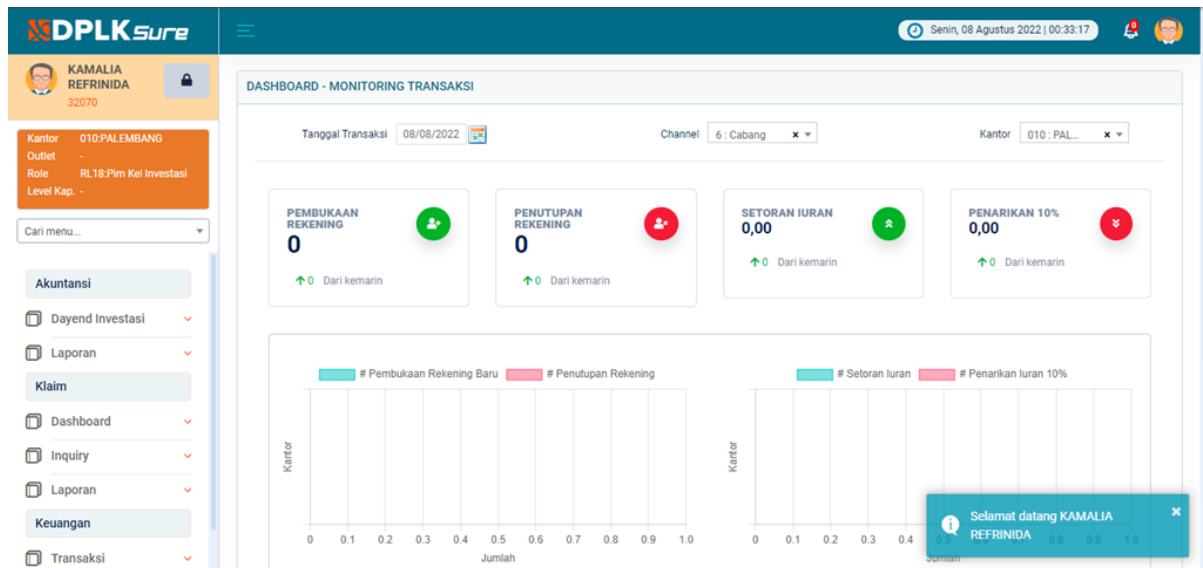 DPLKSure
Senin, 08 Agustus 2022 | 00:33:17
KAMALIA
REFRINIDA
32070
Kantor 010:PALEMBANG
Outlet -
Role RL18:Pim Kel Investasi
Level Kap. -
Cari menu...
Akuntansi
Dayend Investasi
Laporan
Klaim
Dashboard
Inquiry
Laporan
Keuangan
Transaksi
DASHBOARD - MONITORING TRANSAKSI
Tanggal Transaksi 08/08/2022 Channel 6 : Cabang x Kantor 010 : PAL... x
PEMBUKAAN
REKENING
0
0 Dari kemarin
PENUTUPAN
REKENING
0
0 Dari kemarin
SETORAN IURAN
0,00
0 Dari kemarin
PENARIKAN 10%
0,00
0 Dari kemarin
# Pembukaan Rekening Baru # Penutupan Rekening
Kantor
0 0.1 0.2 0.3 0.4 0.5 0.6 0.7 0.8 0.9 1.0
Jumlah
# Setoran Iuran # Penarikan Iuran 10%
Kantor
0 0.1 0.2 0.3 0.4 0.5 0.6 0.7 0.8 0.9 1.0
Jumlah
Selamat datang KAMALIA
REFRINIDA
×